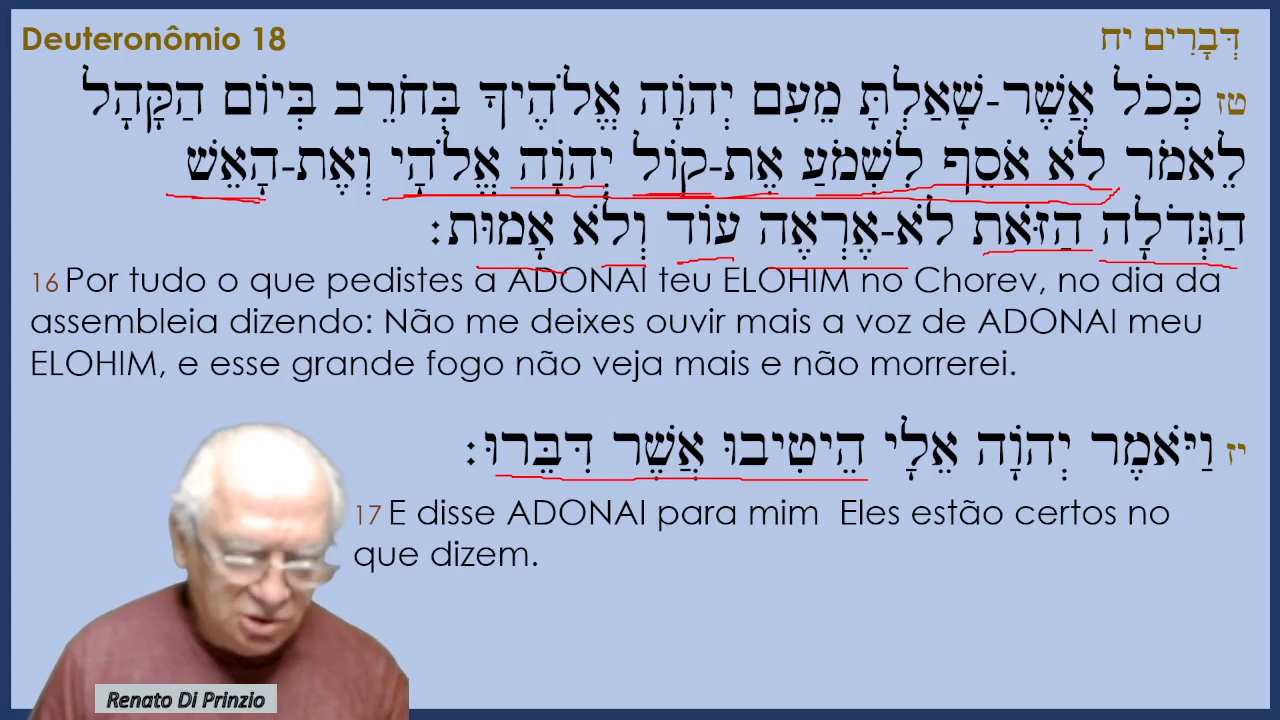 Deuteronômio 18
דְּבָרִים יח
טז כְּכֹל אֲשֶׁר-שָׁאַלְתָּ מֵעִם יְהוָֹה אֱלֹהֶיךָ בְּחֹרֵב בְּיוֹם הַקָּהָל
לֵאמֹר לֹא אֹסֵף לִשְׁמֹעַ אֶת-קוֹל יְהוָֹה אֱלֹהָי וְאֶת-הָאֵשׁ
הַגְּדֹלָה הַזֹּאת לֹא-אֶרְאֶה עוֹד וְלֹא אָמוּת:
16 Por tudo o que pedistes a ADONAI teu ELOHIM no Chorev, no dia da
assembleia dizendo: Não me deixes ouvir mais a voz de ADONAI meu
ELOHIM, e esse grande fogo não veja mais e não morrerei.
יז וַיֹּאמֶר יְהוָֹה אֵלָי הֵיטִיבוּ אֲשֶׁר דִּבֵּרוּ:
17 E disse ADONAI para mim Eles estão certos no
que dizem.
Renato Di Prinzio